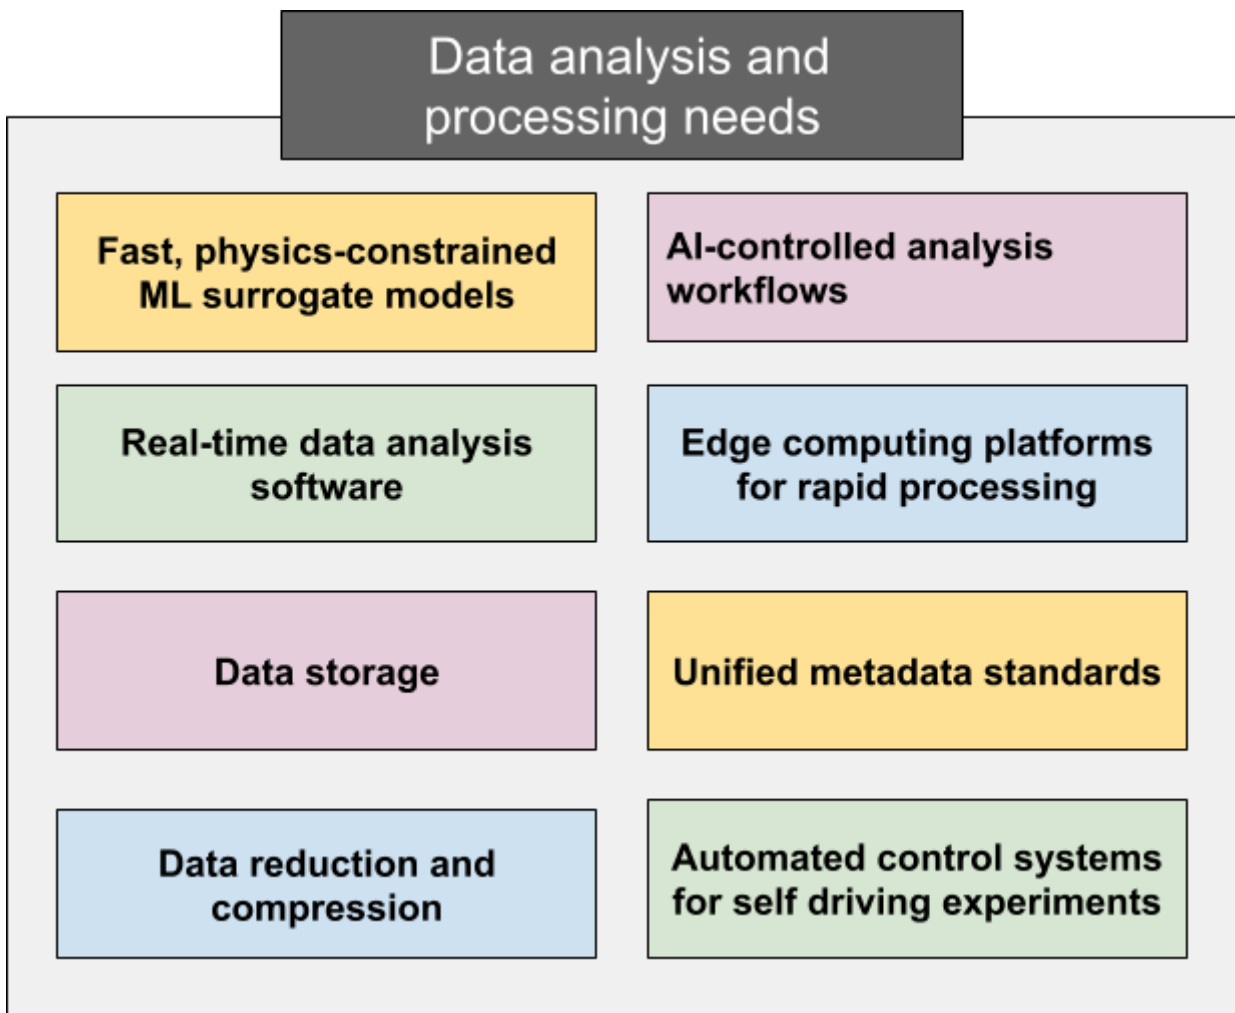 Data analysis and
processing needs
Fast, physics-constrained
ML surrogate models
AI-controlled analysis
workflows
Real-time data analysis
software
Edge computing platforms
for rapid processing
Data storage
Unified metadata standards
Data reduction and
compression
Automated control systems
for self driving experiments